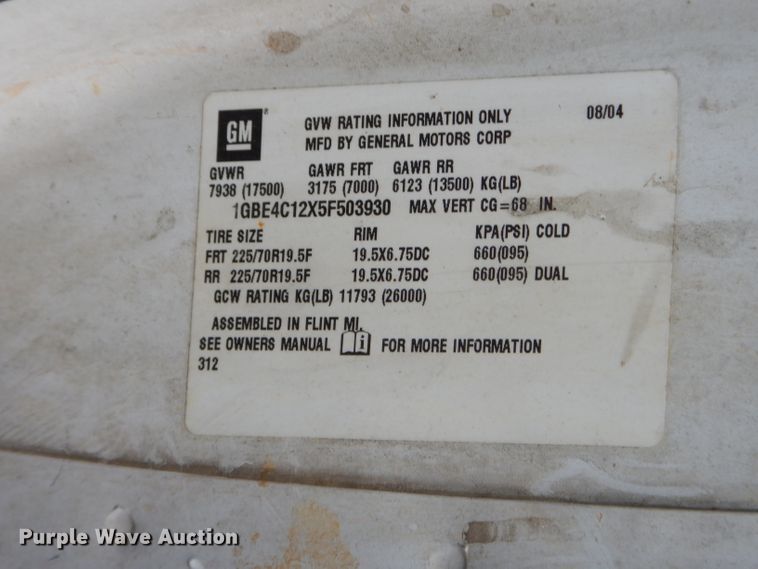 GM
®
GVW RATING INFORMATION ONLY 08/04
MFD BY GENERAL MOTORS CORP
GVWR GAWR FRT GAWR RR
7938 (17500) 3175 (7000) 6123 (13500) KG(LB)
1GBE4C12X5F503930 MAX VERT CG=68 IN.
TIRE SIZE RIM KPA(PSI) COLD
FRT 225/70R19.5F 19.5X6.75DC 660(095)
RR 225/70R19.5F 19.5X6.75DC 660(095) DUAL
GCW RATING KG(LB) 11793 (26000)
ASSEMBLED IN FLINT MI.
SEE OWNERS MANUAL i FOR MORE INFORMATION
312
Purple Wave Auction